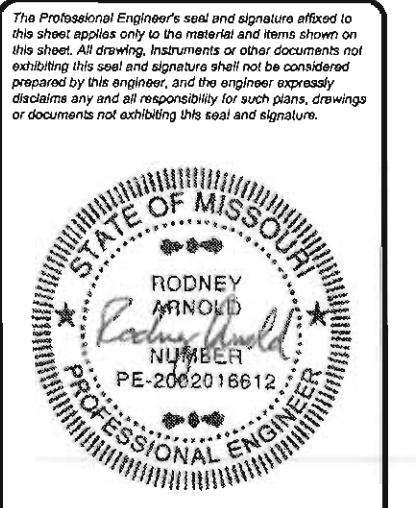 The Professional Engineer's seal and signature affixed to
this sheet applies only to the material and items shown on
this sheet. All drawing, Instruments or other documents not
exhibiting this seal and signature shall not be considered
prepared by this engineer, and the engineer expressly
disclaims any and all responsibility for such plans, drawings
or documents not exhibiting this seal and signature.
STATE OF MISSOURI
RODNEY
ARNOLD
Rodney Arnold
NUMBER
PE-2002016612
PROFESSIONAL ENGINEER